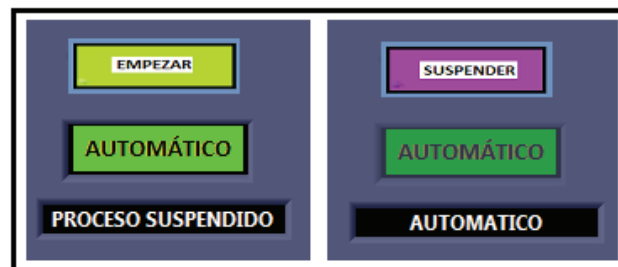 EMPEZAR
AUTOMÁTICO
PROCESO SUSPENDIDO
SUSPENDER
AUTOMÁTICO
AUTOMATICO